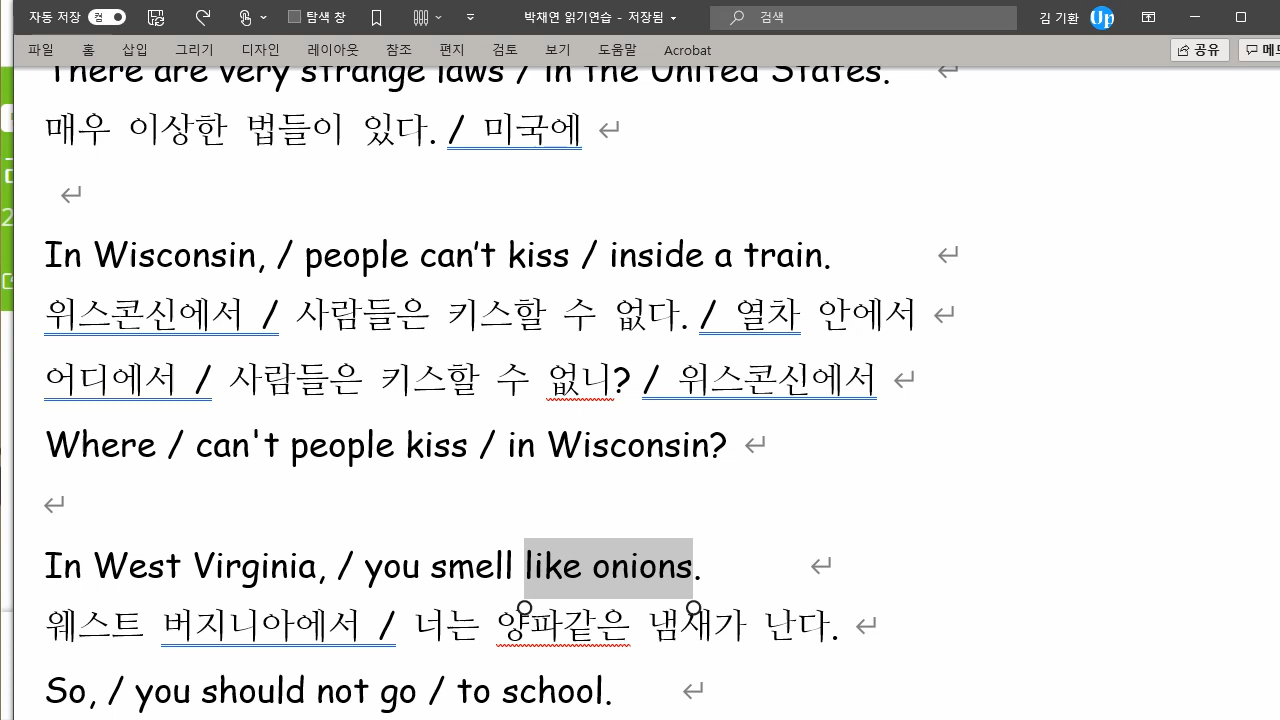 자동 저장 컴 탐색 창 박채연 읽기연습 - 저장됨 검색 김 기환 Up
파일 홈 삽입 그리기 디자인 레이아웃 참조 편지 검토 보기 도움말 Acrobat 공유 메모
There are very strange laws / in the United States.
매우 이상한 법들이 있다. / 미국에
In Wisconsin, / people can’t kiss / inside a train.
위스콘신에서 / 사람들은 키스할 수 없다. / 열차 안에서
어디에서 / 사람들은 키스할 수 없니? / 위스콘신에서
Where / can't people kiss / in Wisconsin?
In West Virginia, / you smell like onions.
웨스트 버지니아에서 / 너는 양파같은 냄새가 난다.
So, / you should not go / to school.